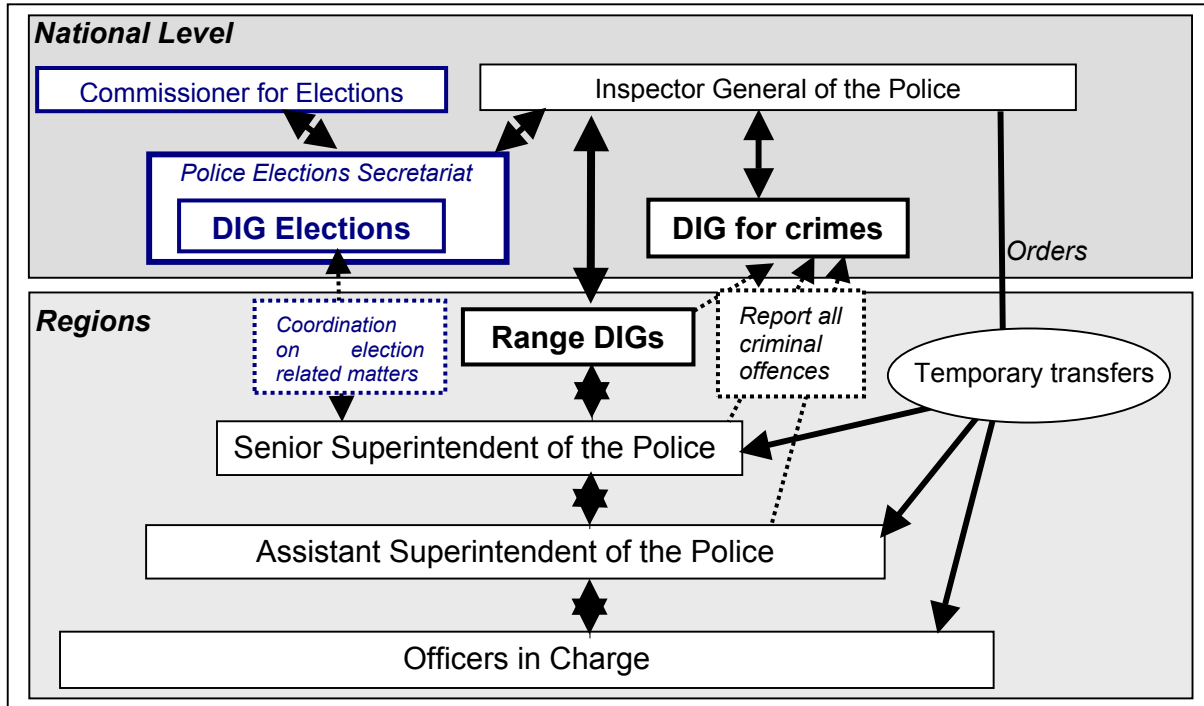 National Level
Commissioner for Elections
Inspector General of the Police
Police Elections Secretariat
DIG Elections
DIG for crimes
Orders
Regions
Coordination
on election
related matters
Range DIGs
Report all
criminal
offences
Temporary transfers
Senior Superintendent of the Police
Assistant Superintendent of the Police
Officers in Charge